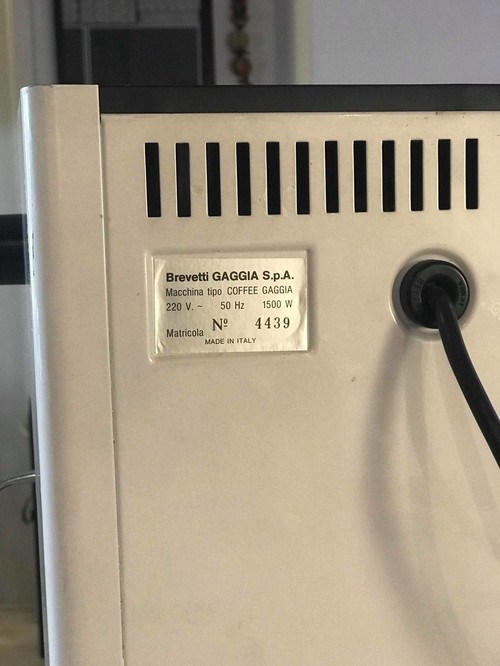 Brevetti GAGGIA S.p.A.
Macchina tipo COFFEE GAGGIA
220 V. ~ 50 Hz 1500 W
Matricola Nº 4439
MADE IN ITALY